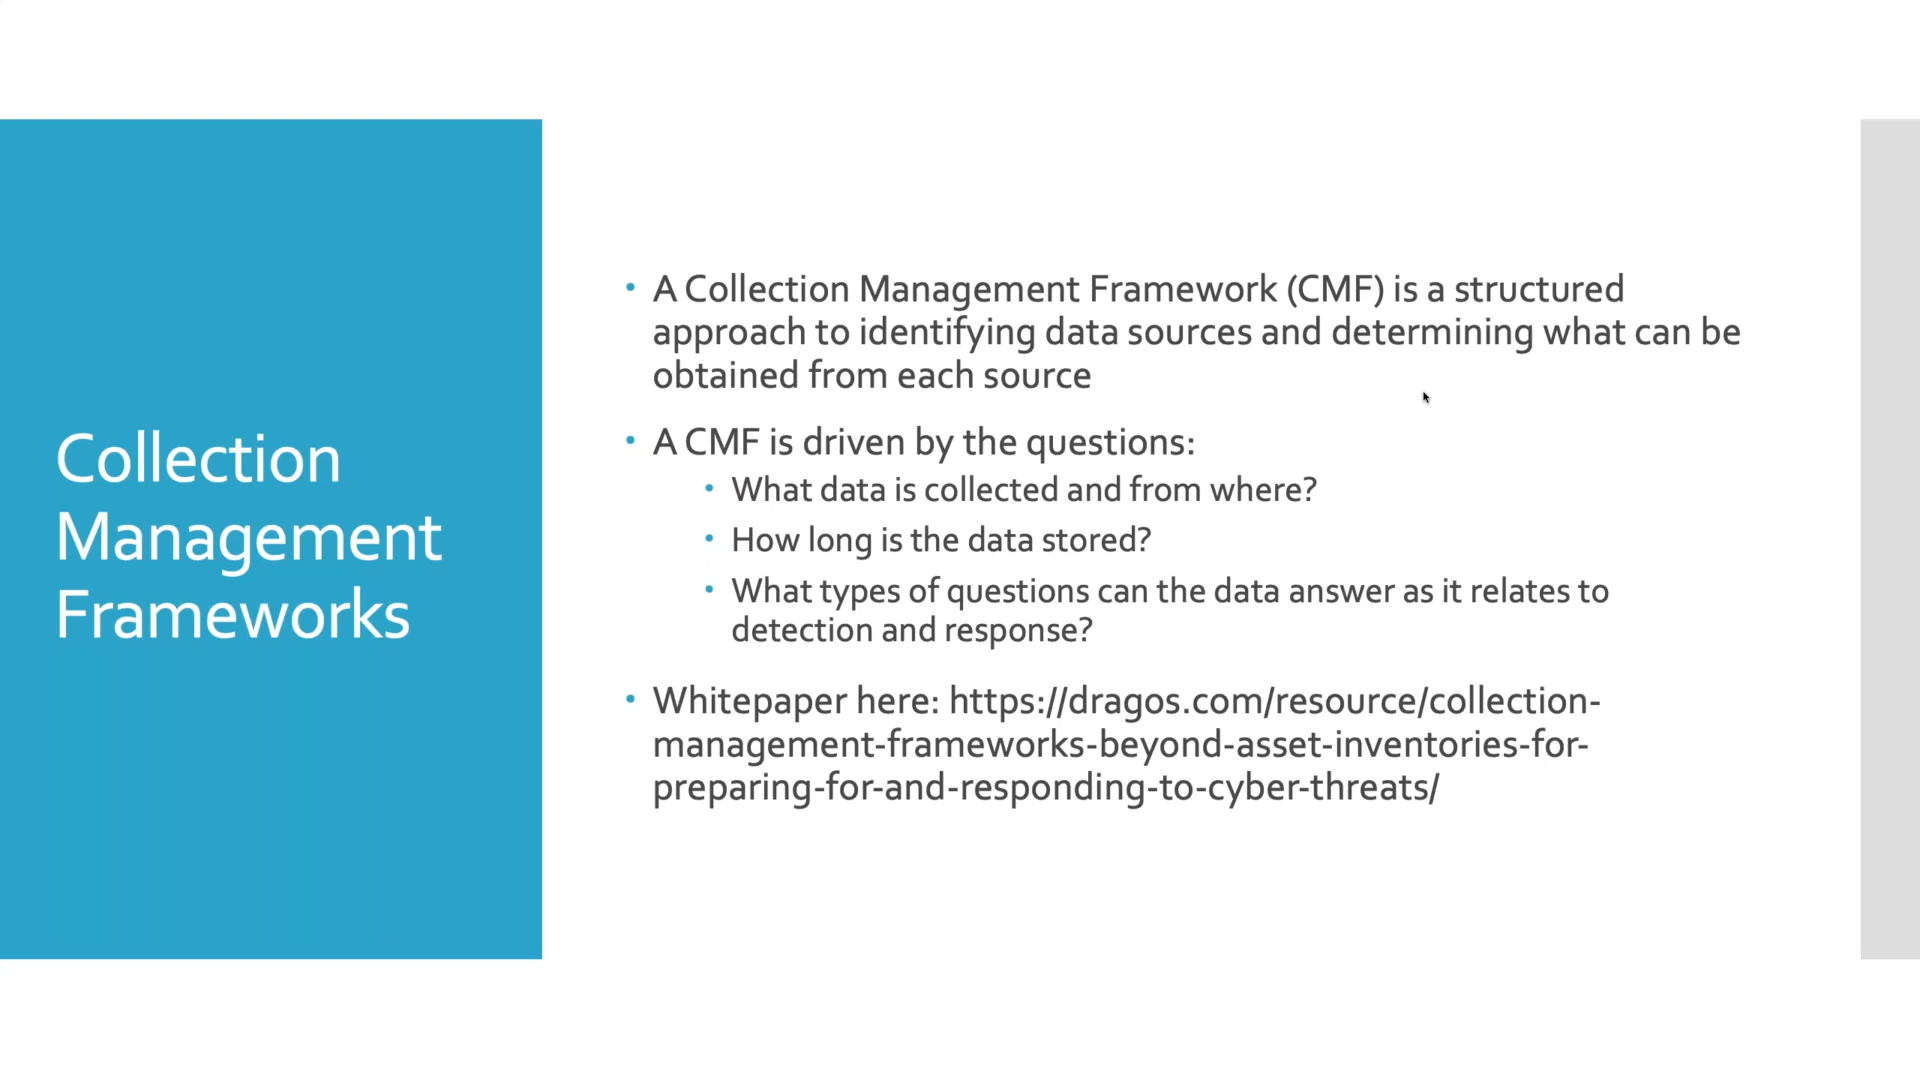 Collection
Management
Frameworks
• A Collection Management Framework (CMF) is a structured
approach to identifying data sources and determining what can be
obtained from each source
• A CMF is driven by the questions:
• What data is collected and from where?
• How long is the data stored?
• What types of questions can the data answer as it relates to
detection and response?
• Whitepaper here: https://dragos.com/resource/collection-
management-frameworks-beyond-asset-inventories-for-
preparing-for-and-responding-to-cyber-threats/